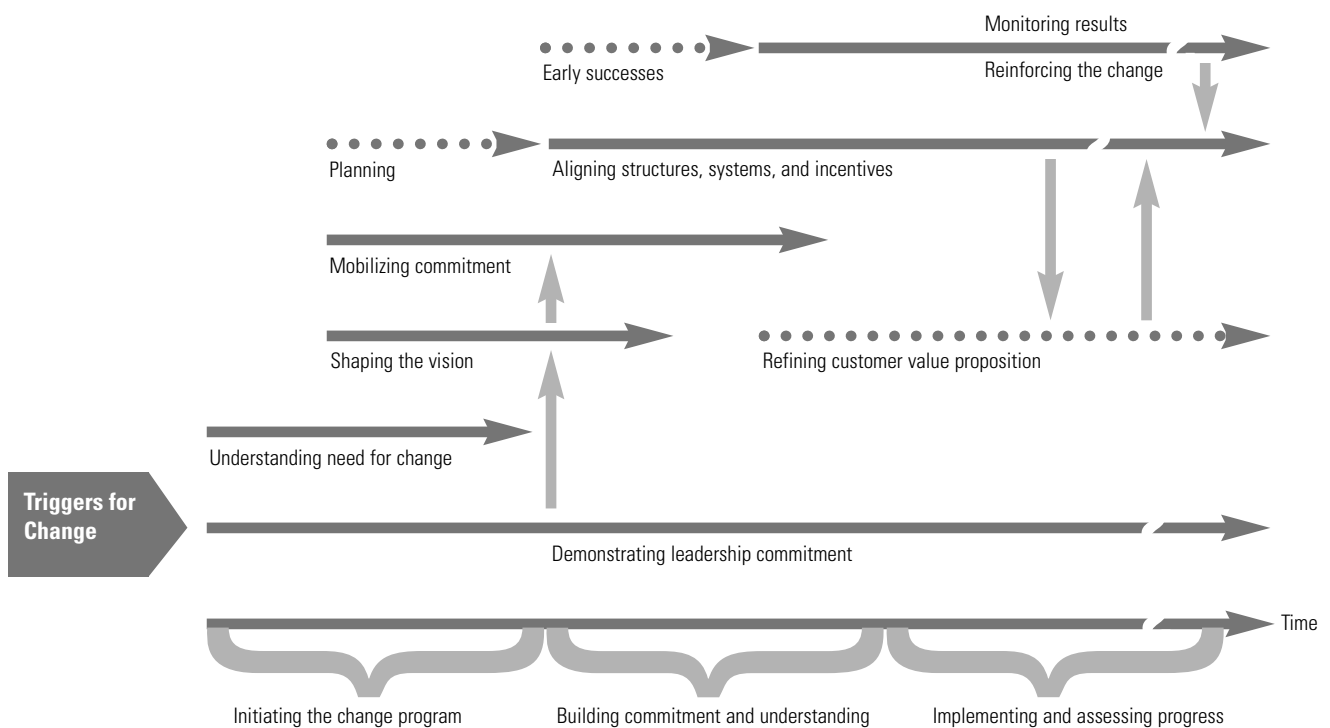 Monitoring results
Early successes
Reinforcing the change
Planning
Aligning structures, systems, and incentives
Mobilizing commitment
Shaping the vision
Refining customer value proposition
Understanding need for change
Triggers for
Change
Demonstrating leadership commitment
Time
Initiating the change program
Building commitment and understanding
Implementing and assessing progress